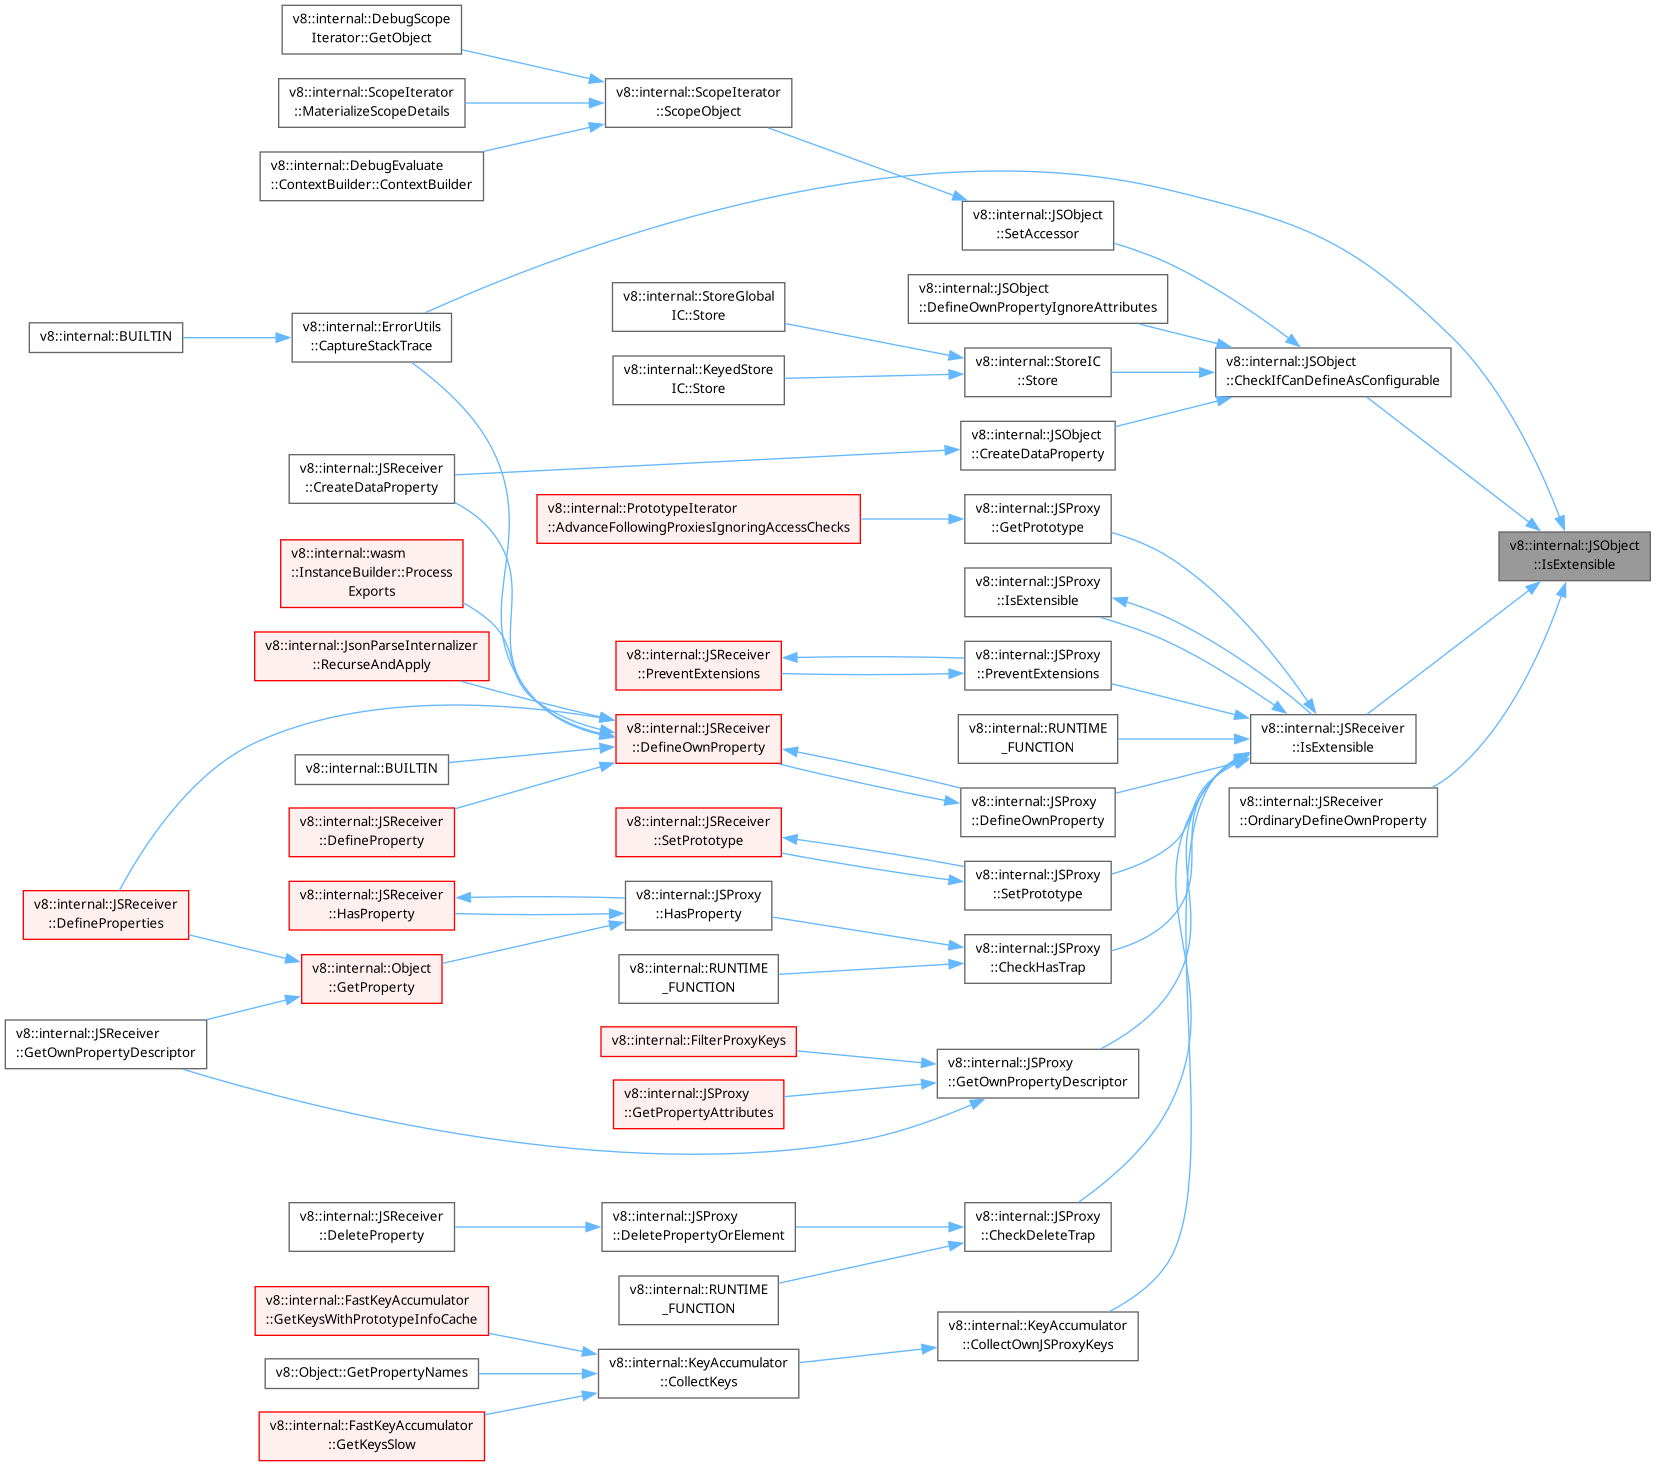 v8::internal::DebugScope
Iterator::GetObject
v8::internal::ScopeIterator
::MaterializeScopeDetails
v8::internal::ScopeIterator
::ScopeObject
v8::internal::DebugEvaluate
::ContextBuilder::ContextBuilder
v8::internal::JSObject
::SetAccessor
v8::internal::StoreGlobal
IC::Store
v8::internal::JSObject
::DefineOwnPropertyIgnoreAttributes
v8::internal::BUILTIN
v8::internal::ErrorUtils
::CaptureStackTrace
v8::internal::KeyedStore
IC::Store
v8::internal::StoreIC
::Store
v8::internal::JSObject
::CheckIfCanDefineAsConfigurable
v8::internal::JSReceiver
::CreateDataProperty
v8::internal::JSObject
::CreateDataProperty
v8::internal::PrototypeIterator
::AdvanceFollowingProxiesIgnoringAccessChecks
v8::internal::JSProxy
::GetPrototype
v8::internal::JSObject
::IsExtensible
v8::internal::wasm
::InstanceBuilder::Process
Exports
v8::internal::JSProxy
::IsExtensible
v8::internal::JsonParseInternalizer
::RecurseAndApply
v8::internal::JSReceiver
::PreventExtensions
v8::internal::JSProxy
::PreventExtensions
v8::internal::JSReceiver
::DefineOwnProperty
v8::internal::RUNTIME
_FUNCTION
v8::internal::JSReceiver
::IsExtensible
v8::internal::BUILTIN
v8::internal::JSProxy
::DefineOwnProperty
v8::internal::JSReceiver
::OrdinaryDefineOwnProperty
v8::internal::JSReceiver
::DefineProperty
v8::internal::JSReceiver
::SetPrototype
v8::internal::JSProxy
::SetPrototype
v8::internal::JSReceiver
::DefineProperties
v8::internal::JSReceiver
::HasProperty
v8::internal::JSProxy
::HasProperty
v8::internal::JSProxy
::CheckHasTrap
v8::internal::Object
::GetProperty
v8::internal::RUNTIME
_FUNCTION
v8::internal::JSReceiver
::GetOwnPropertyDescriptor
v8::internal::FilterProxyKeys
v8::internal::JSProxy
::GetOwnPropertyDescriptor
v8::internal::JSProxy
::GetPropertyAttributes
v8::internal::JSReceiver
::DeleteProperty
v8::internal::JSProxy
::DeletePropertyOrElement
v8::internal::JSProxy
::CheckDeleteTrap
v8::internal::RUNTIME
_FUNCTION
v8::internal::FastKeyAccumulator
::GetKeysWithPrototypeInfoCache
v8::internal::KeyAccumulator
::CollectOwnJSProxyKeys
v8::Object::GetPropertyNames
v8::internal::KeyAccumulator
::CollectKeys
v8::internal::FastKeyAccumulator
::GetKeysSlow